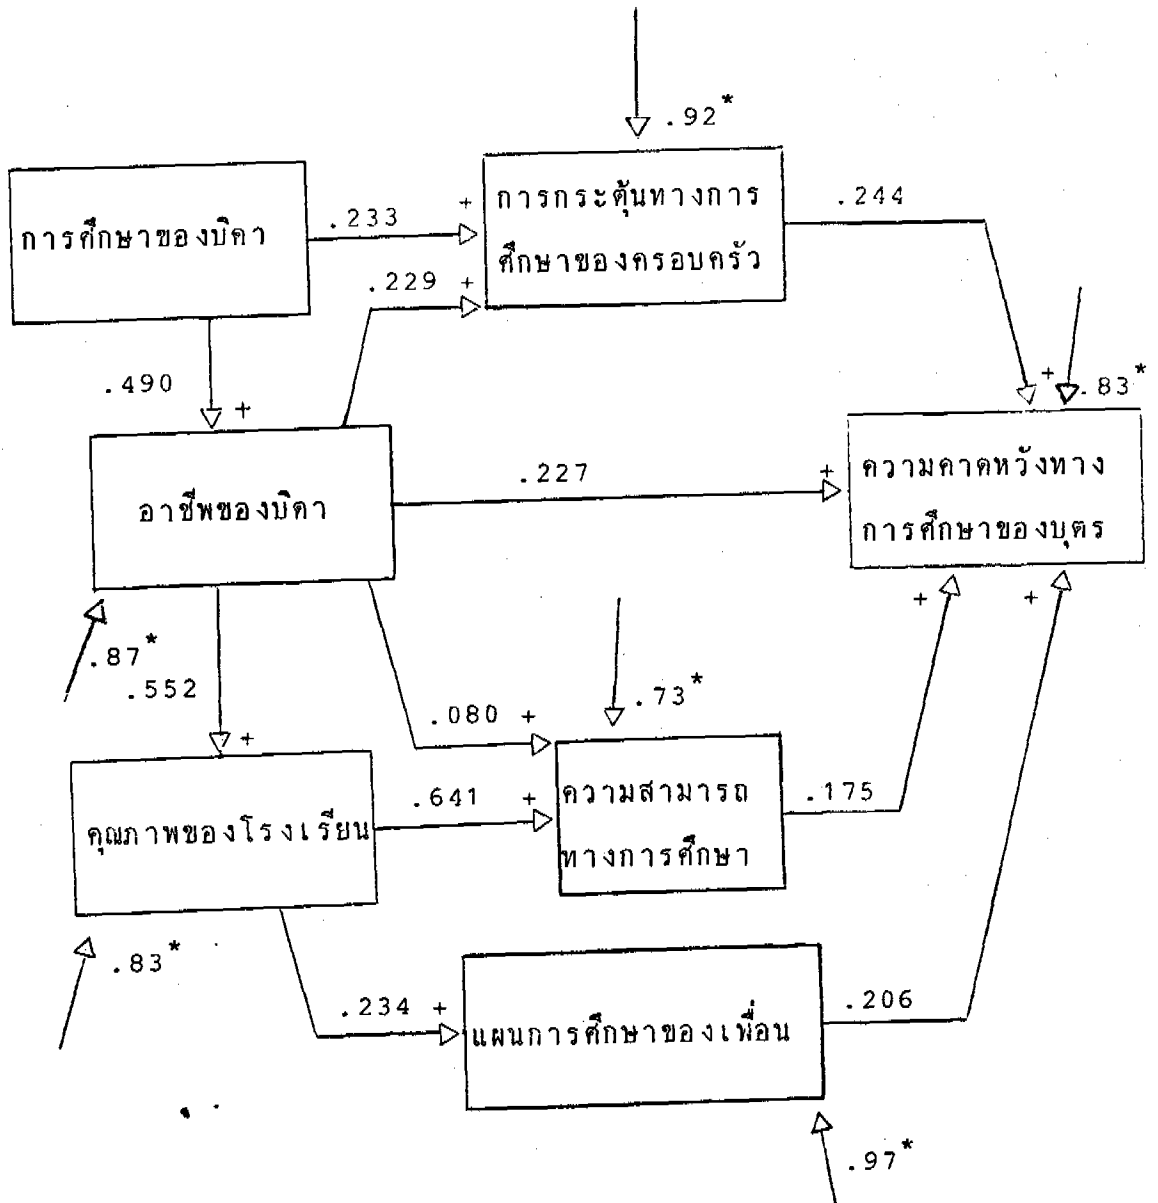 .92*
การศึกษาของบิดา
.233
+
การกระตุ้นทางการ
ศึกษาของครอบครัว
.244
.229
+
.490
+
+
.83*
อาชีพของบิดา
.227
+
ความคาดหวังทาง
การศึกษาของบุตร
+
+
.87*
.552
+
.080
+
.73*
คุณภาพของโรงเรียน
.641
+
ความสามารถ
ทางการศึกษา
.175
.83*
.234
+
แผนการศึกษาของเพื่อน
.206
.97*